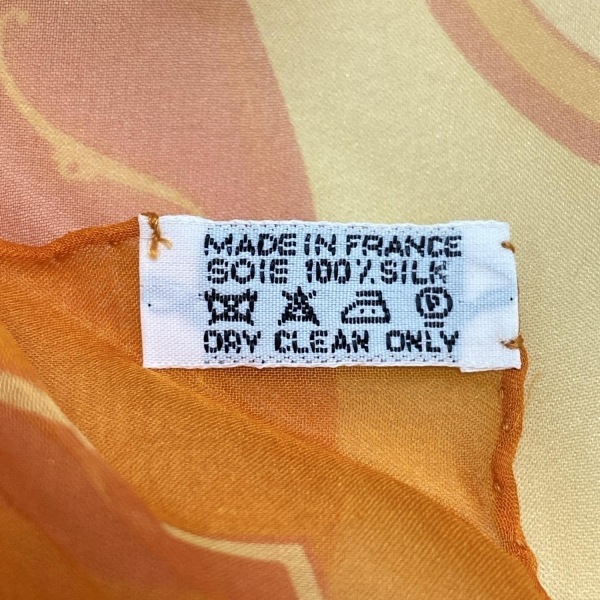 MADE IN FRANCE
SOIE 100% SILK
P
DRY CLEAN ONLY